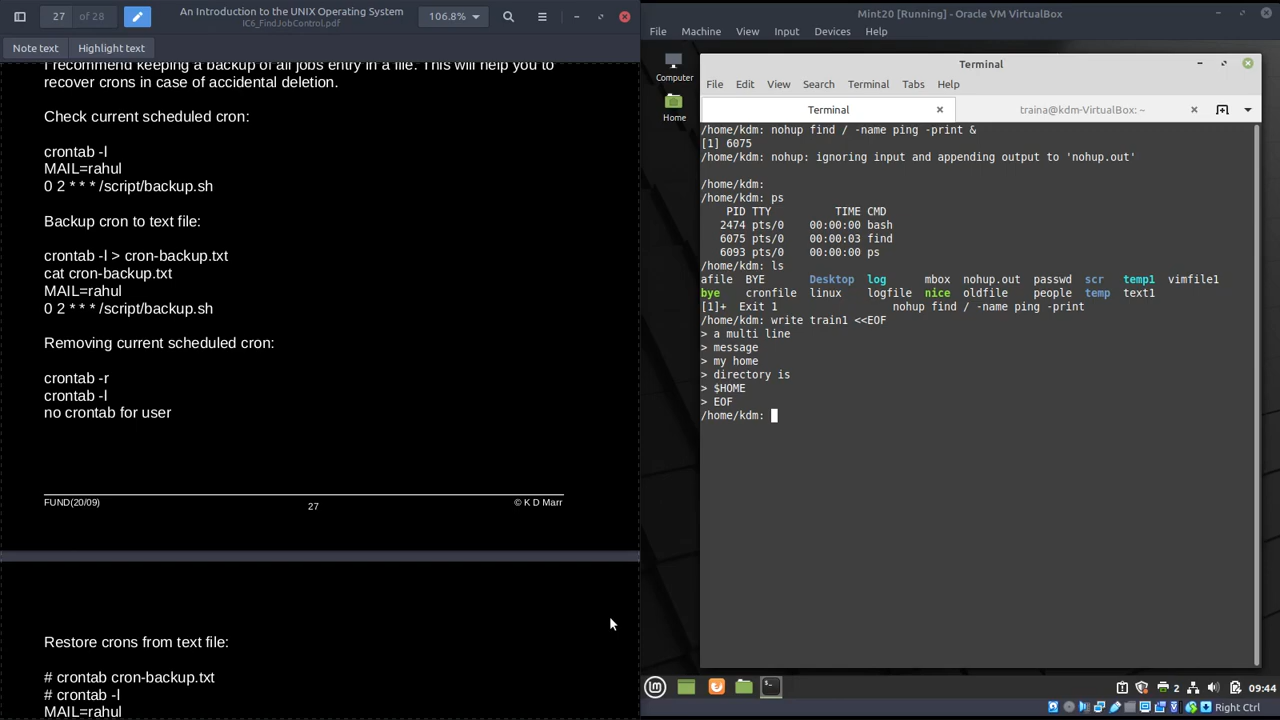 27 of 28
An Introduction to the UNIX Operating System
IC6_FindJobControl.pdf
106.8%
Note text Highlight text
I recommend keeping a backup of all jobs entry in a file. This will help you to
recover crons in case of accidental deletion.
Check current scheduled cron:
crontab -l
MAIL=rahul
0 2 * * * /script/backup.sh
Backup cron to text file:
crontab -l > cron-backup.txt
cat cron-backup.txt
MAIL=rahul
0 2 * * * /script/backup.sh
Removing current scheduled cron:
crontab -r
crontab -l
no crontab for user
FUND(20/09) 27 © K D Marr
Restore crons from text file:
# crontab cron-backup.txt
# crontab -l
MAIL=rahul
Mint20 [Running] - Oracle VM VirtualBox
File Machine View Input Devices Help
Computer
Home
Terminal
File Edit View Search Terminal Tabs Help
Terminal traina@kdm-VirtualBox: ~
/home/kdm: nohup find / -name ping -print &
[1] 6075
/home/kdm: nohup: ignoring input and appending output to 'nohup.out'
/home/kdm:
/home/kdm: ps
PID TTY TIME CMD
2474 pts/0 00:00:00 bash
6075 pts/0 00:00:03 find
6093 pts/0 00:00:00 ps
/home/kdm: ls
afile BYE Desktop log mbox nohup.out passwd scr temp1 vimfile1
bye cronfile linux logfile nice oldfile people temp text1
[1]+ Exit 1 nohup find / -name ping -print
/home/kdm: write train1 <<EOF
> a multi line
> message
> my home
> directory is
> $HOME
> EOF
/home/kdm:
2 09:44
Right Ctrl